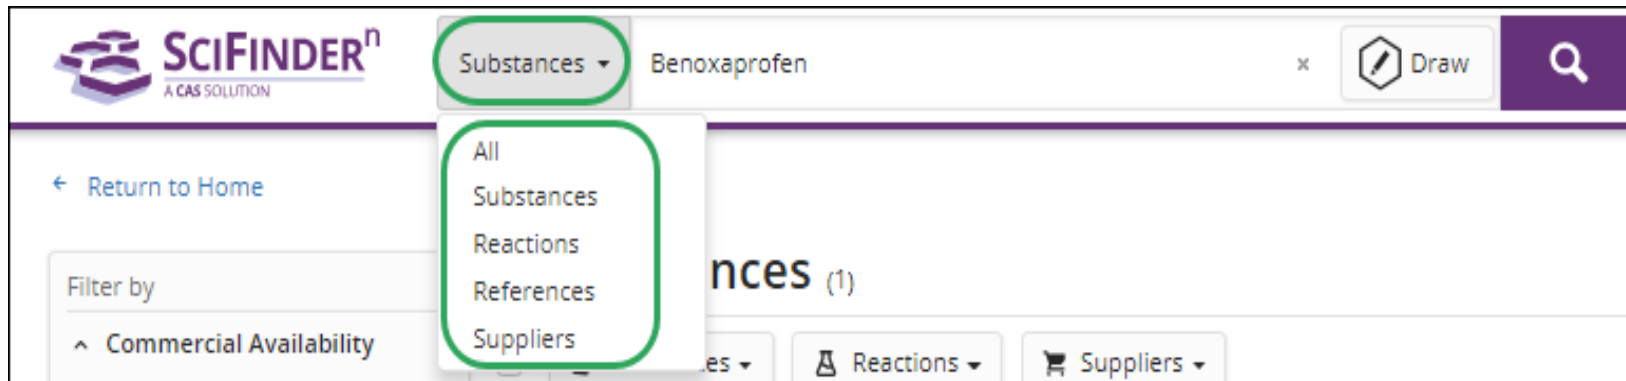 SCIFINDERⁿ
A CAS SOLUTION
Substances
Benoxaprofen
× Draw
All
Substances
Reactions
References
Suppliers
← Return to Home
nces (1)
Filter by
Commercial Availability
es
Reactions
Suppliers